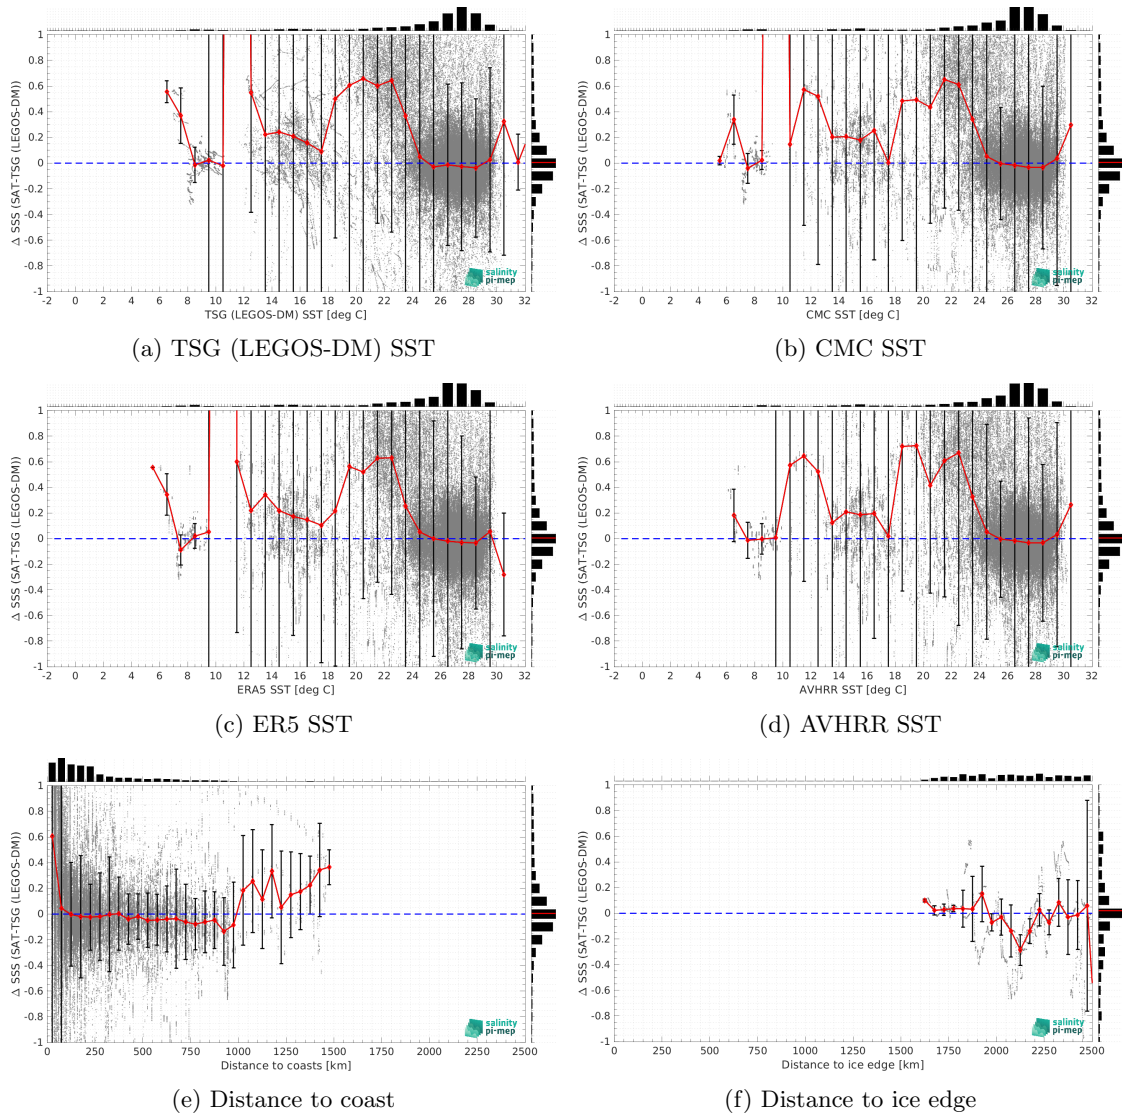 1
0.8
0.6
0.4
0.2
0
-0.2
-0.4
-0.6
-0.8
-1
Δ SSS (SAT-TSG (LEGOS-DM))
-2 0 2 4 6 8 10 12 14 16 18 20 22 24 26 28 30 32
TSG (LEGOS-DM) SST [deg C]
salinity
pi-mep
(a) TSG (LEGOS-DM) SST
1
0.8
0.6
0.4
0.2
0
-0.2
-0.4
-0.6
-0.8
-1
Δ SSS (SAT-TSG (LEGOS-DM))
-2 0 2 4 6 8 10 12 14 16 18 20 22 24 26 28 30 32
CMC SST [deg C]
salinity
pi-mep
(b) CMC SST
1
0.8
0.6
0.4
0.2
0
-0.2
-0.4
-0.6
-0.8
-1
Δ SSS (SAT-TSG (LEGOS-DM))
-2 0 2 4 6 8 10 12 14 16 18 20 22 24 26 28 30 32
ERA5 SST [deg C]
salinity
pi-mep
(c) ER5 SST
1
0.8
0.6
0.4
0.2
0
-0.2
-0.4
-0.6
-0.8
-1
Δ SSS (SAT-TSG (LEGOS-DM))
-2 0 2 4 6 8 10 12 14 16 18 20 22 24 26 28 30 32
AVHRR SST [deg C]
salinity
pi-mep
(d) AVHRR SST
1
0.8
0.6
0.4
0.2
0
-0.2
-0.4
-0.6
-0.8
-1
Δ SSS (SAT-TSG (LEGOS-DM))
0 250 500 750 1000 1250 1500 1750 2000 2250 2500
Distance to coasts [km]
salinity
pi-mep
(e) Distance to coast
1
0.8
0.6
0.4
0.2
0
-0.2
-0.4
-0.6
-0.8
-1
Δ SSS (SAT-TSG (LEGOS-DM))
0 250 500 750 1000 1250 1500 1750 2000 2250 2500
Distance to ice edge [km]
salinity
pi-mep
(f) Distance to ice edge